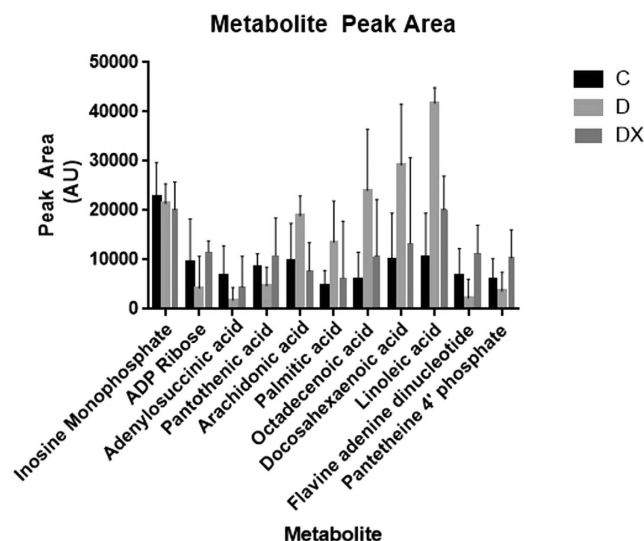 Metabolite Peak Area
C
D
DX
Peak Area
(AU)
50000
40000
30000
20000
10000
0
Inosine Monophosphate
ADP Ribose
Adenylosuccinic acid
Pantothenic acid
Arachidonic acid
Palmitic acid
Octadecenoic acid
Docosahexaenoic acid
Linoleic acid
Flavine adenine dinucleotide
Pantetheine 4' phosphate
Metabolite